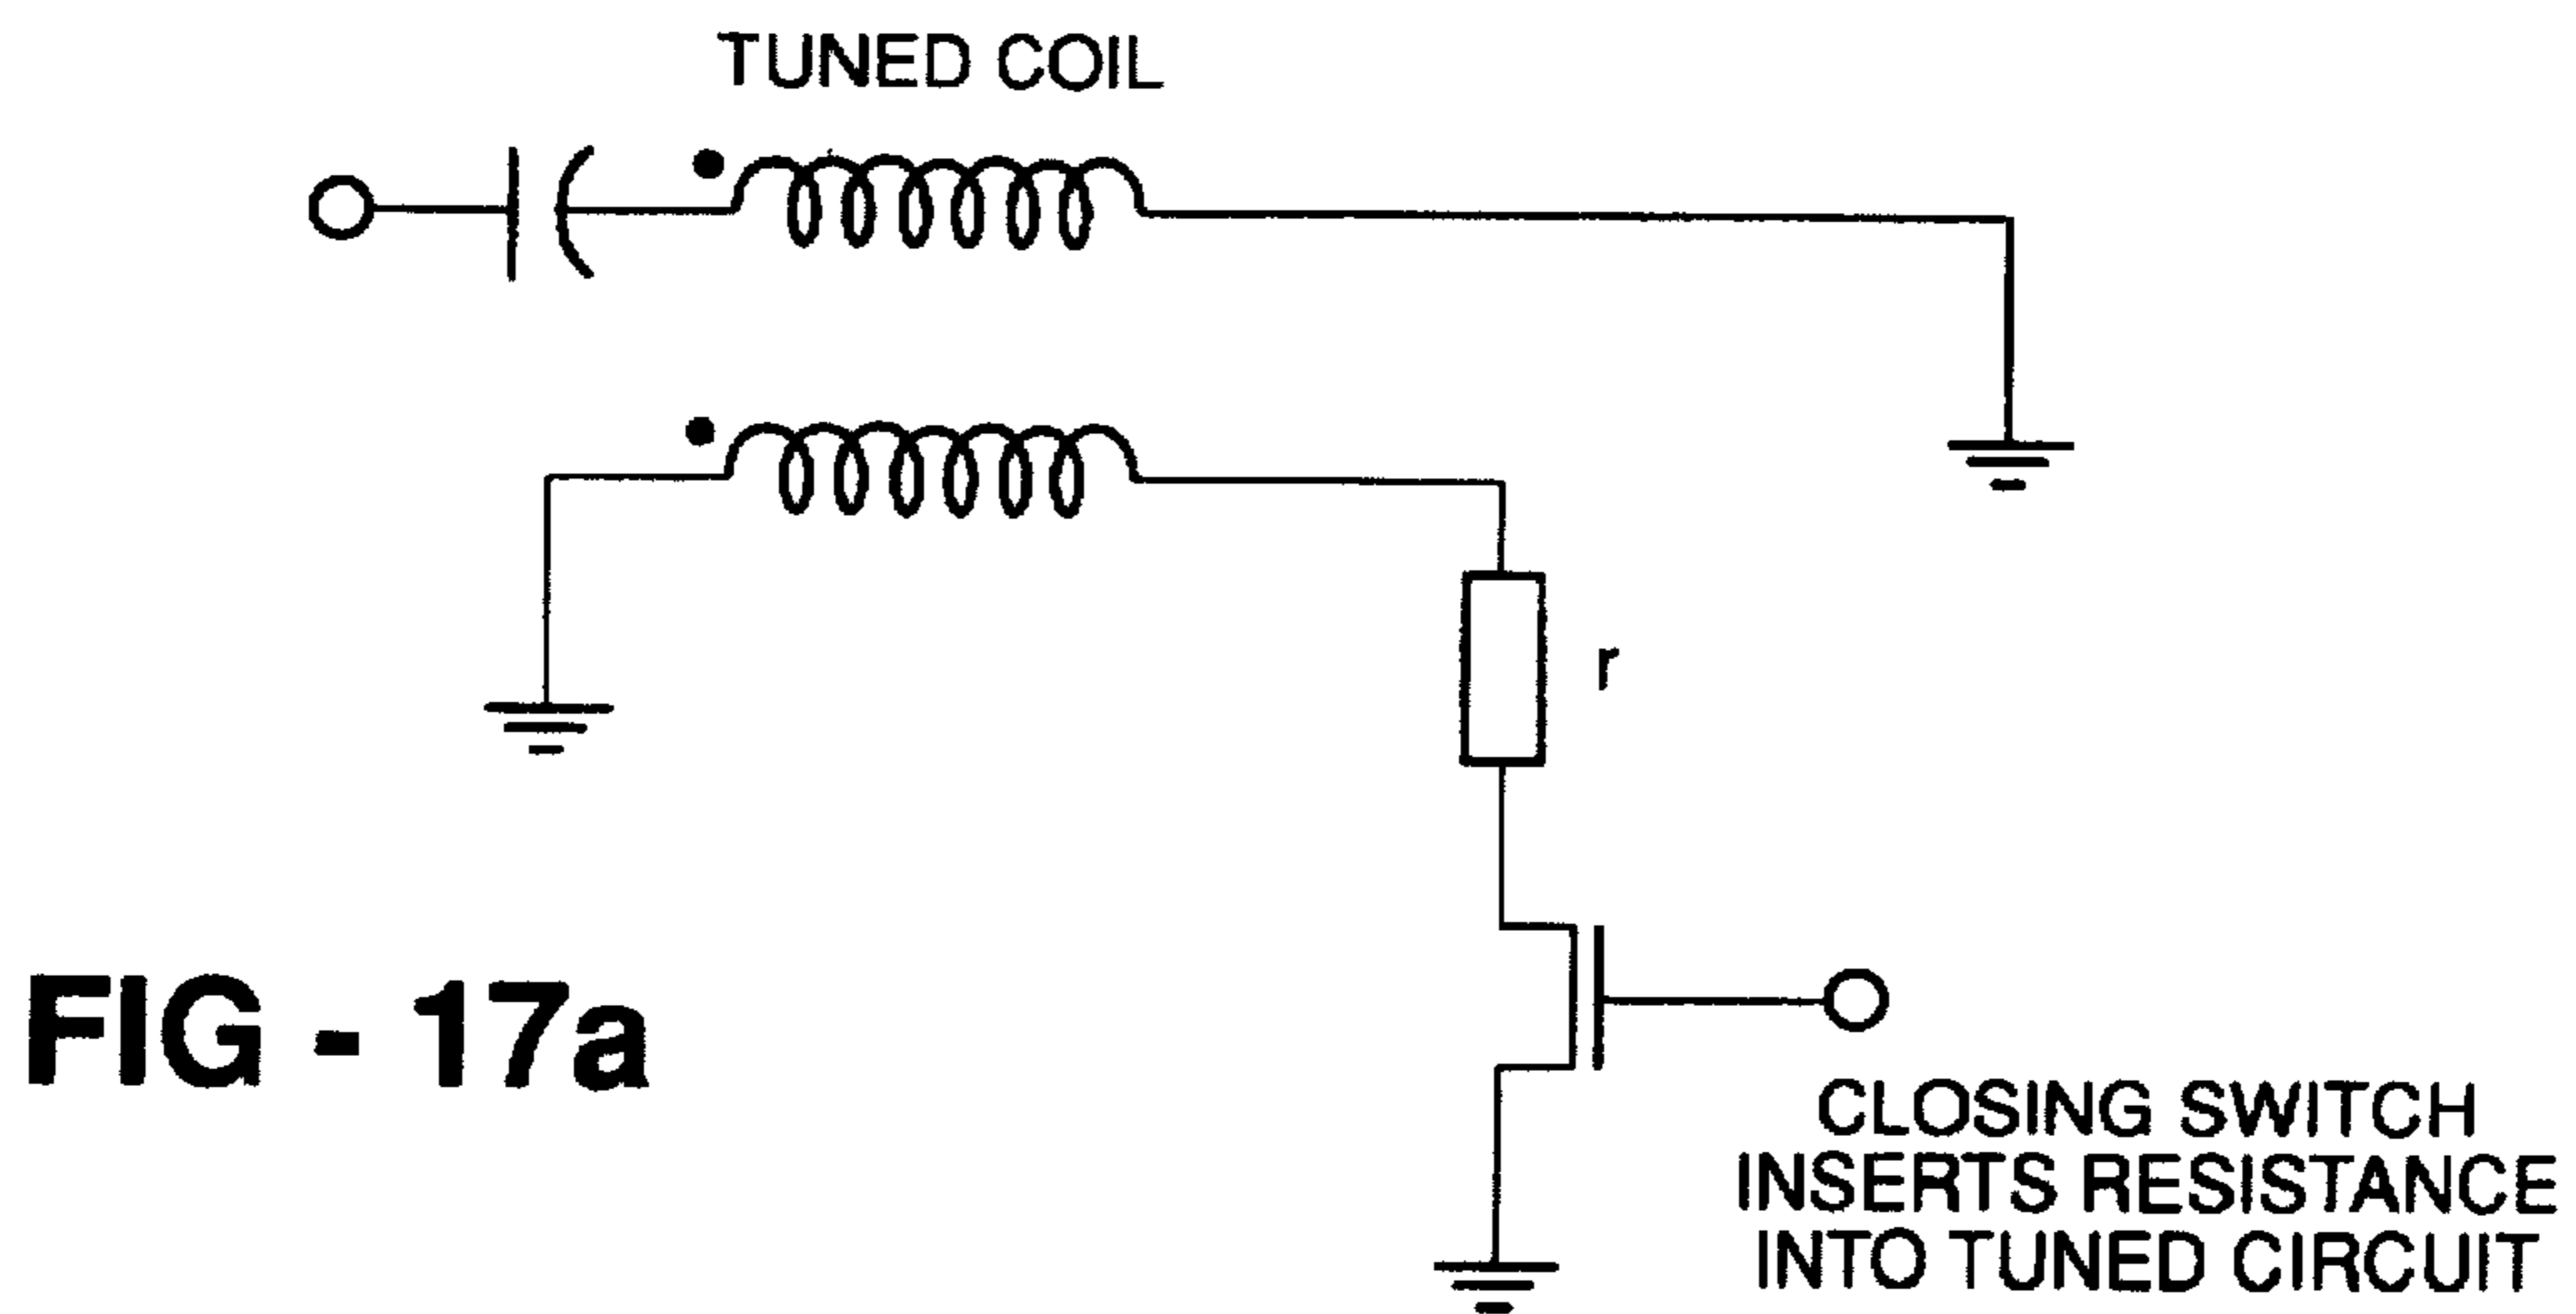 TUNED COIL
r
FIG - 17a
CLOSING SWITCH
INSERTS RESISTANCE
INTO TUNED CIRCUIT